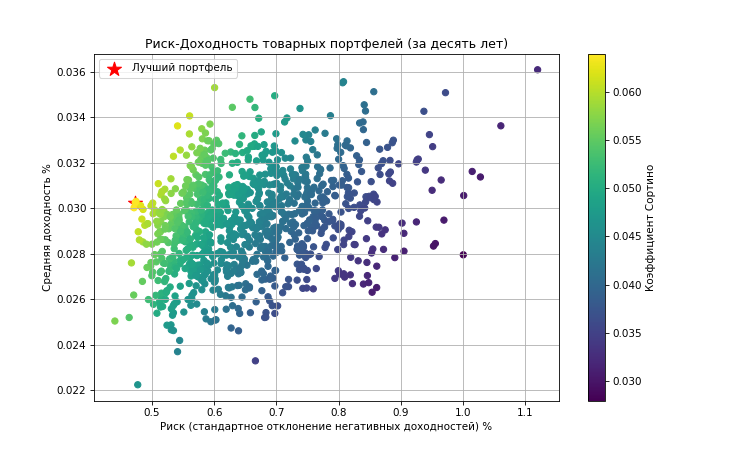 Риск-Доходность товарных портфелей (за десять лет)
Лучший портфель
Средняя доходность %
0.036
0.034
0.032
0.030
0.028
0.026
0.024
0.022
0.5 0.6 0.7 0.8 0.9 1.0 1.1
Риск (стандартное отклонение негативных доходностей) %
0.060
0.055
0.050
0.045
0.040
0.035
0.030
Коэффициент Сортино